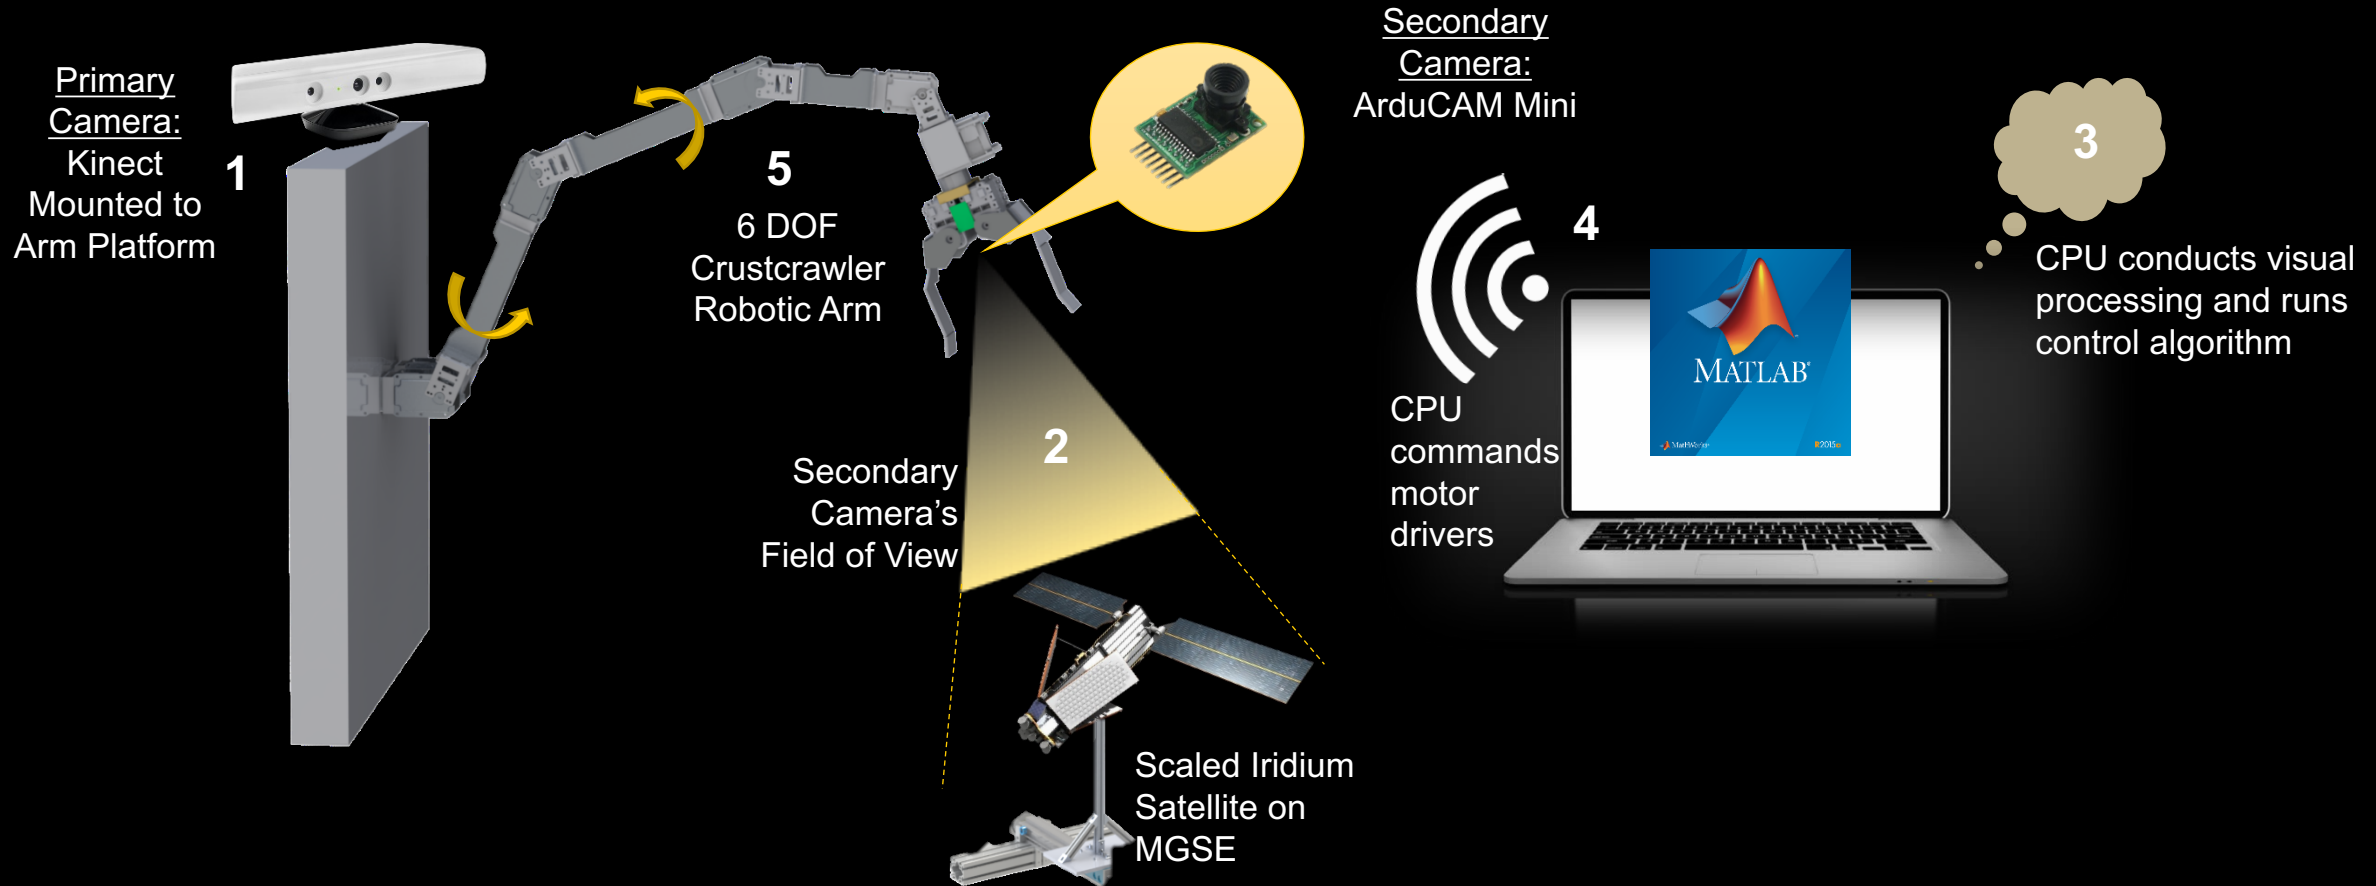 Primary
Camera:
Kinect
Mounted to
Arm Platform
1
5
6 DOF
Crustcrawler
Robotic Arm
Secondary
Camera:
ArduCAM Mini
2
Secondary
Camera's
Field of View
Scaled Iridium
Satellite on
MGSE
4
CPU
commands
motor
drivers
MATLAB®
MathWorks
R2015a
3
CPU conducts visual
processing and runs
control algorithm